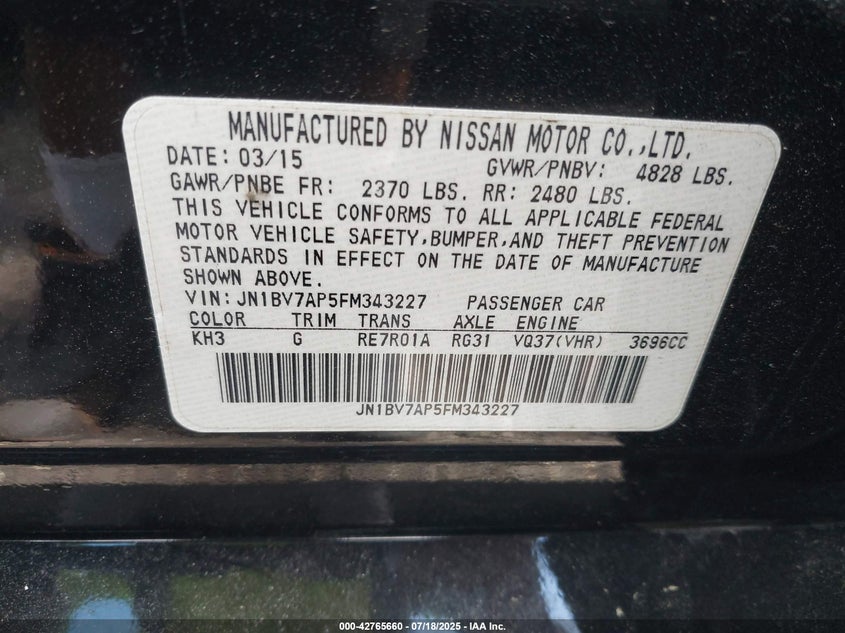 MANUFACTURED BY NISSAN MOTOR CO.,LTD.
DATE: 03/15 GVWR/PNBV: 4828 LBS.
GAWR/PNBE FR: 2370 LBS. RR: 2480 LBS.
THIS VEHICLE CONFORMS TO ALL APPLICABLE FEDERAL
MOTOR VEHICLE SAFETY,BUMPER,AND THEFT PREVENTION
STANDARDS IN EFFECT ON THE DATE OF MANUFACTURE
SHOWN ABOVE.
VIN: JN1BV7AP5FM343227 PASSENGER CAR
COLOR TRIM TRANS AXLE ENGINE
KH3 G RE7R01A RG31 VQ37(VHR) 3696CC
JN1BV7AP5FM343227
000-42765660 - 07/18/2025 - IAA Inc.